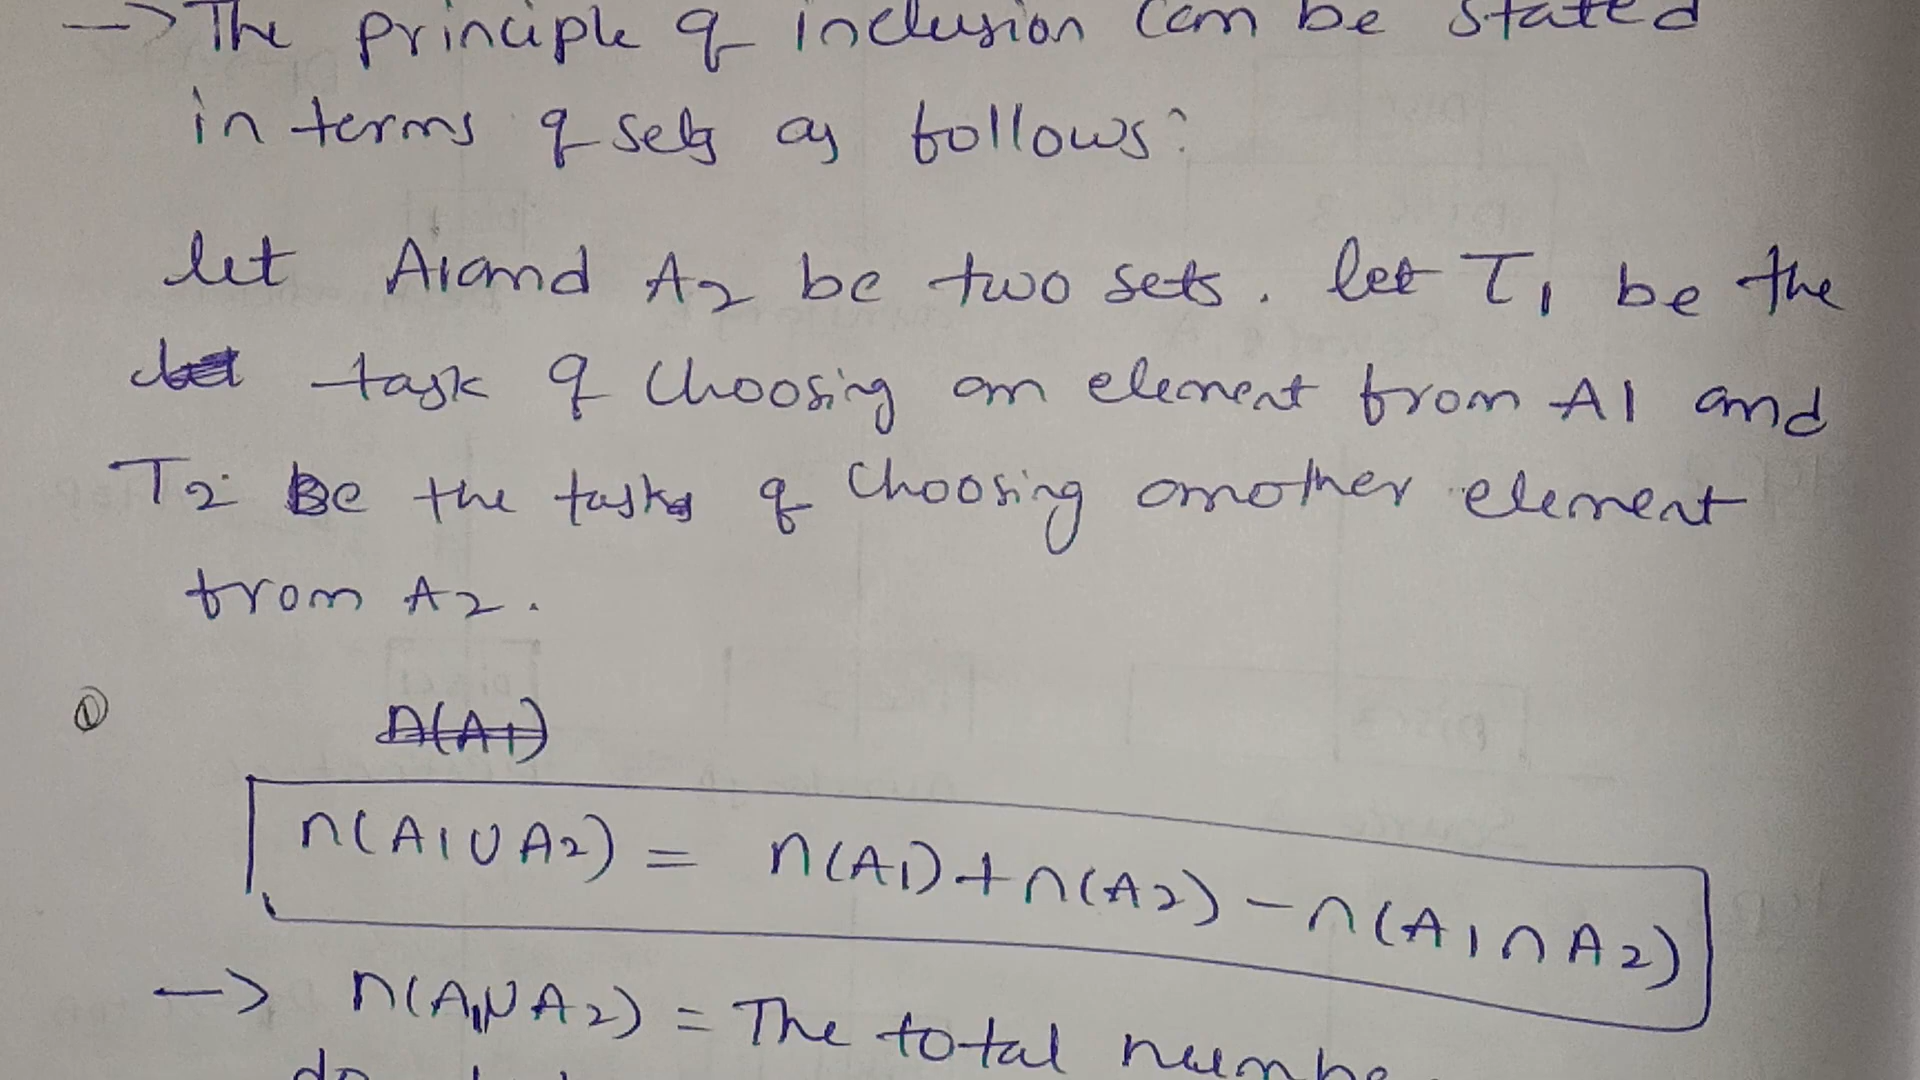 → The principle of inclusion can be stated
in terms of sets as follows:
let A1 and A2 be two sets. let T1 be the
task of choosing an element from A1 and
T2 Be the task of choosing another element
from A2.
①
n(A1)
n(A1 ∪ A2) = n(A1) + n(A2) - n(A1 ∩ A2)
→ n(A1 ∪ A2) = The total numbe